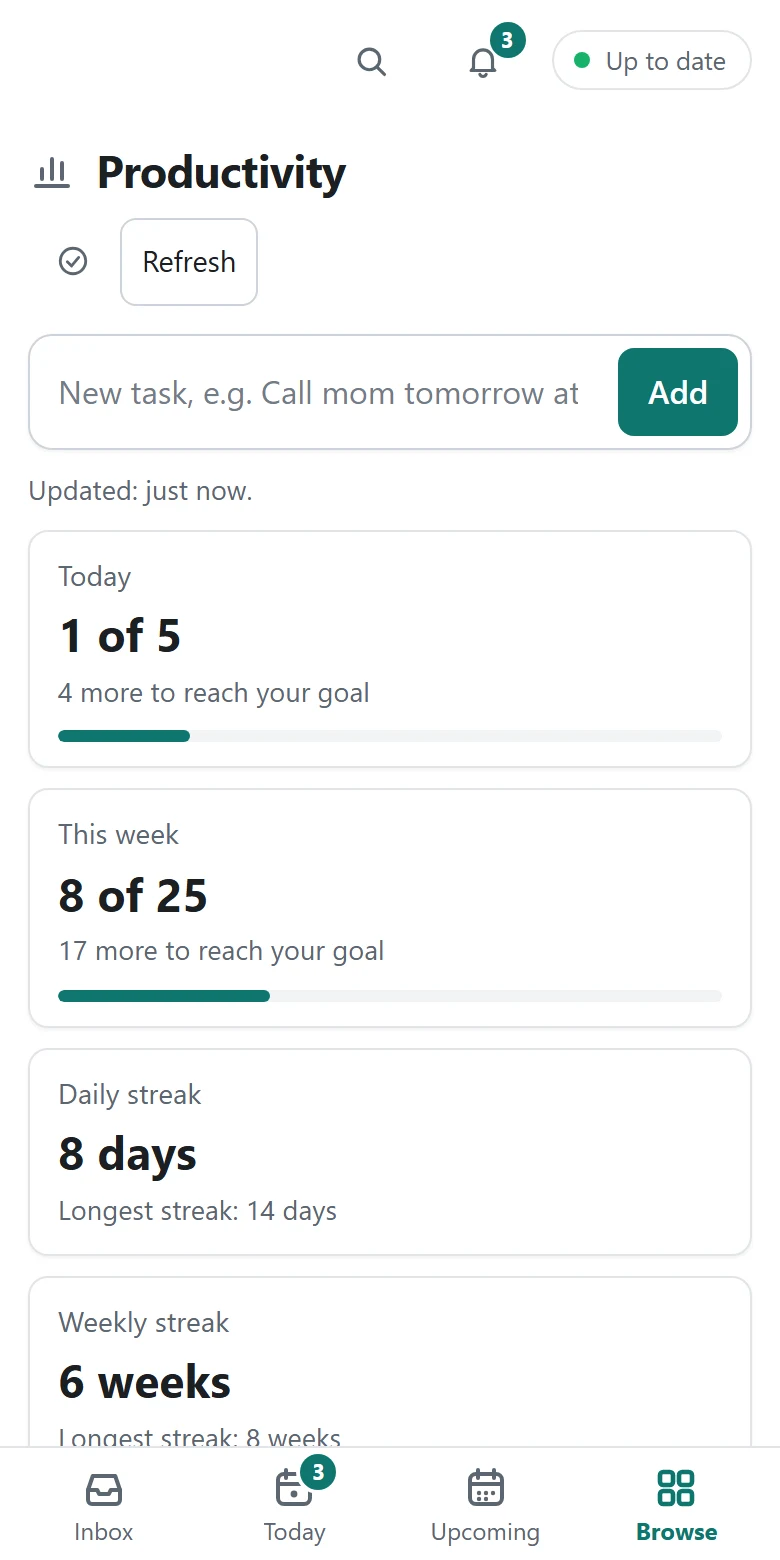 3
Up to date
Productivity
Refresh
New task, e.g. Call mom tomorrow at
Add
Updated: just now.
Today
1 of 5
4 more to reach your goal
This week
8 of 25
17 more to reach your goal
Daily streak
8 days
Longest streak: 14 days
Weekly streak
6 weeks
Longest streak: 8 weeks
3
Inbox
Today
Upcoming
Browse